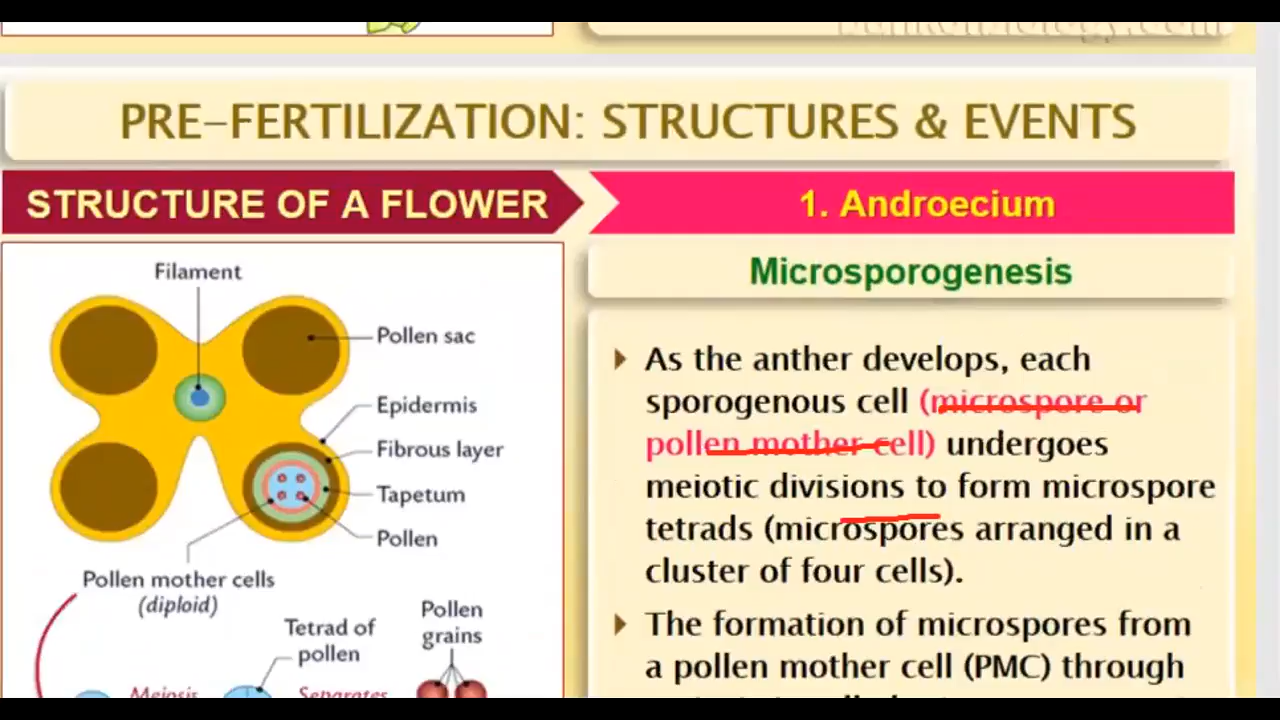 PRE-FERTILIZATION: STRUCTURES & EVENTS
STRUCTURE OF A FLOWER
1. Androecium
Filament
Pollen sac
Epidermis
Fibrous layer
Tapetum
Pollen
Pollen mother cells
(diploid)
Tetrad of
pollen
Pollen
grains
Meiosis
Separates
Microsporogenesis
As the anther develops, each
sporogenous cell (microspore or
pollen mother cell) undergoes
meiotic divisions to form microspore
tetrads (microspores arranged in a
cluster of four cells).
The formation of microspores from
a pollen mother cell (PMC) through